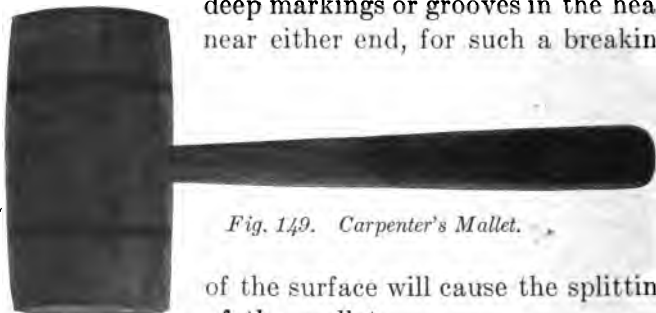 deep markings or grooves in the hea
near either end, for such a breakin
Fig. 149. Carpenter's Mallet.
of the surface will cause the splittin